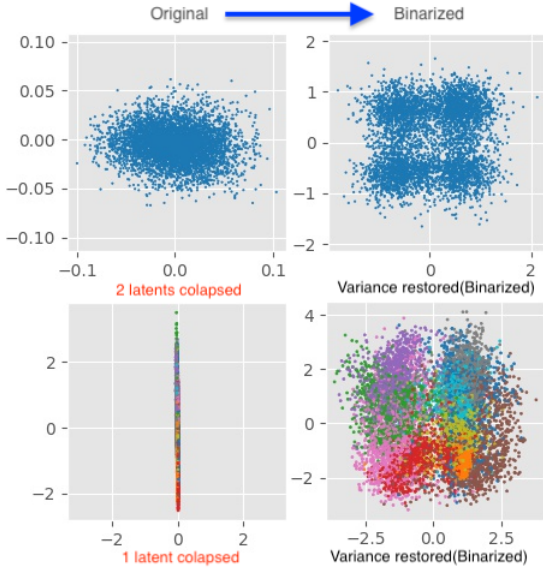 Original Binarized
0.10
0.05
0.00
−0.05
−0.10
−0.1 0.0 0.1
2 latents colapsed
2
1
0
−1
−2
0 2
Variance restored(Binarized)
2
0
−2
−2 0 2
1 latent colapsed
4
2
0
−2
−2.5 0.0 2.5
Variance restored(Binarized)